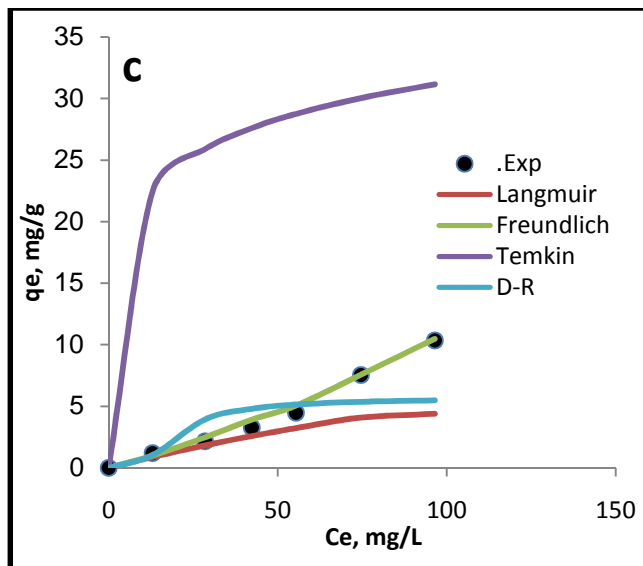 c
35
30
25
20
15
10
5
0
qe, mg/g
.Exp
Langmuir
Freundlich
Temkin
D-R
0 50 100 150
Ce, mg/L